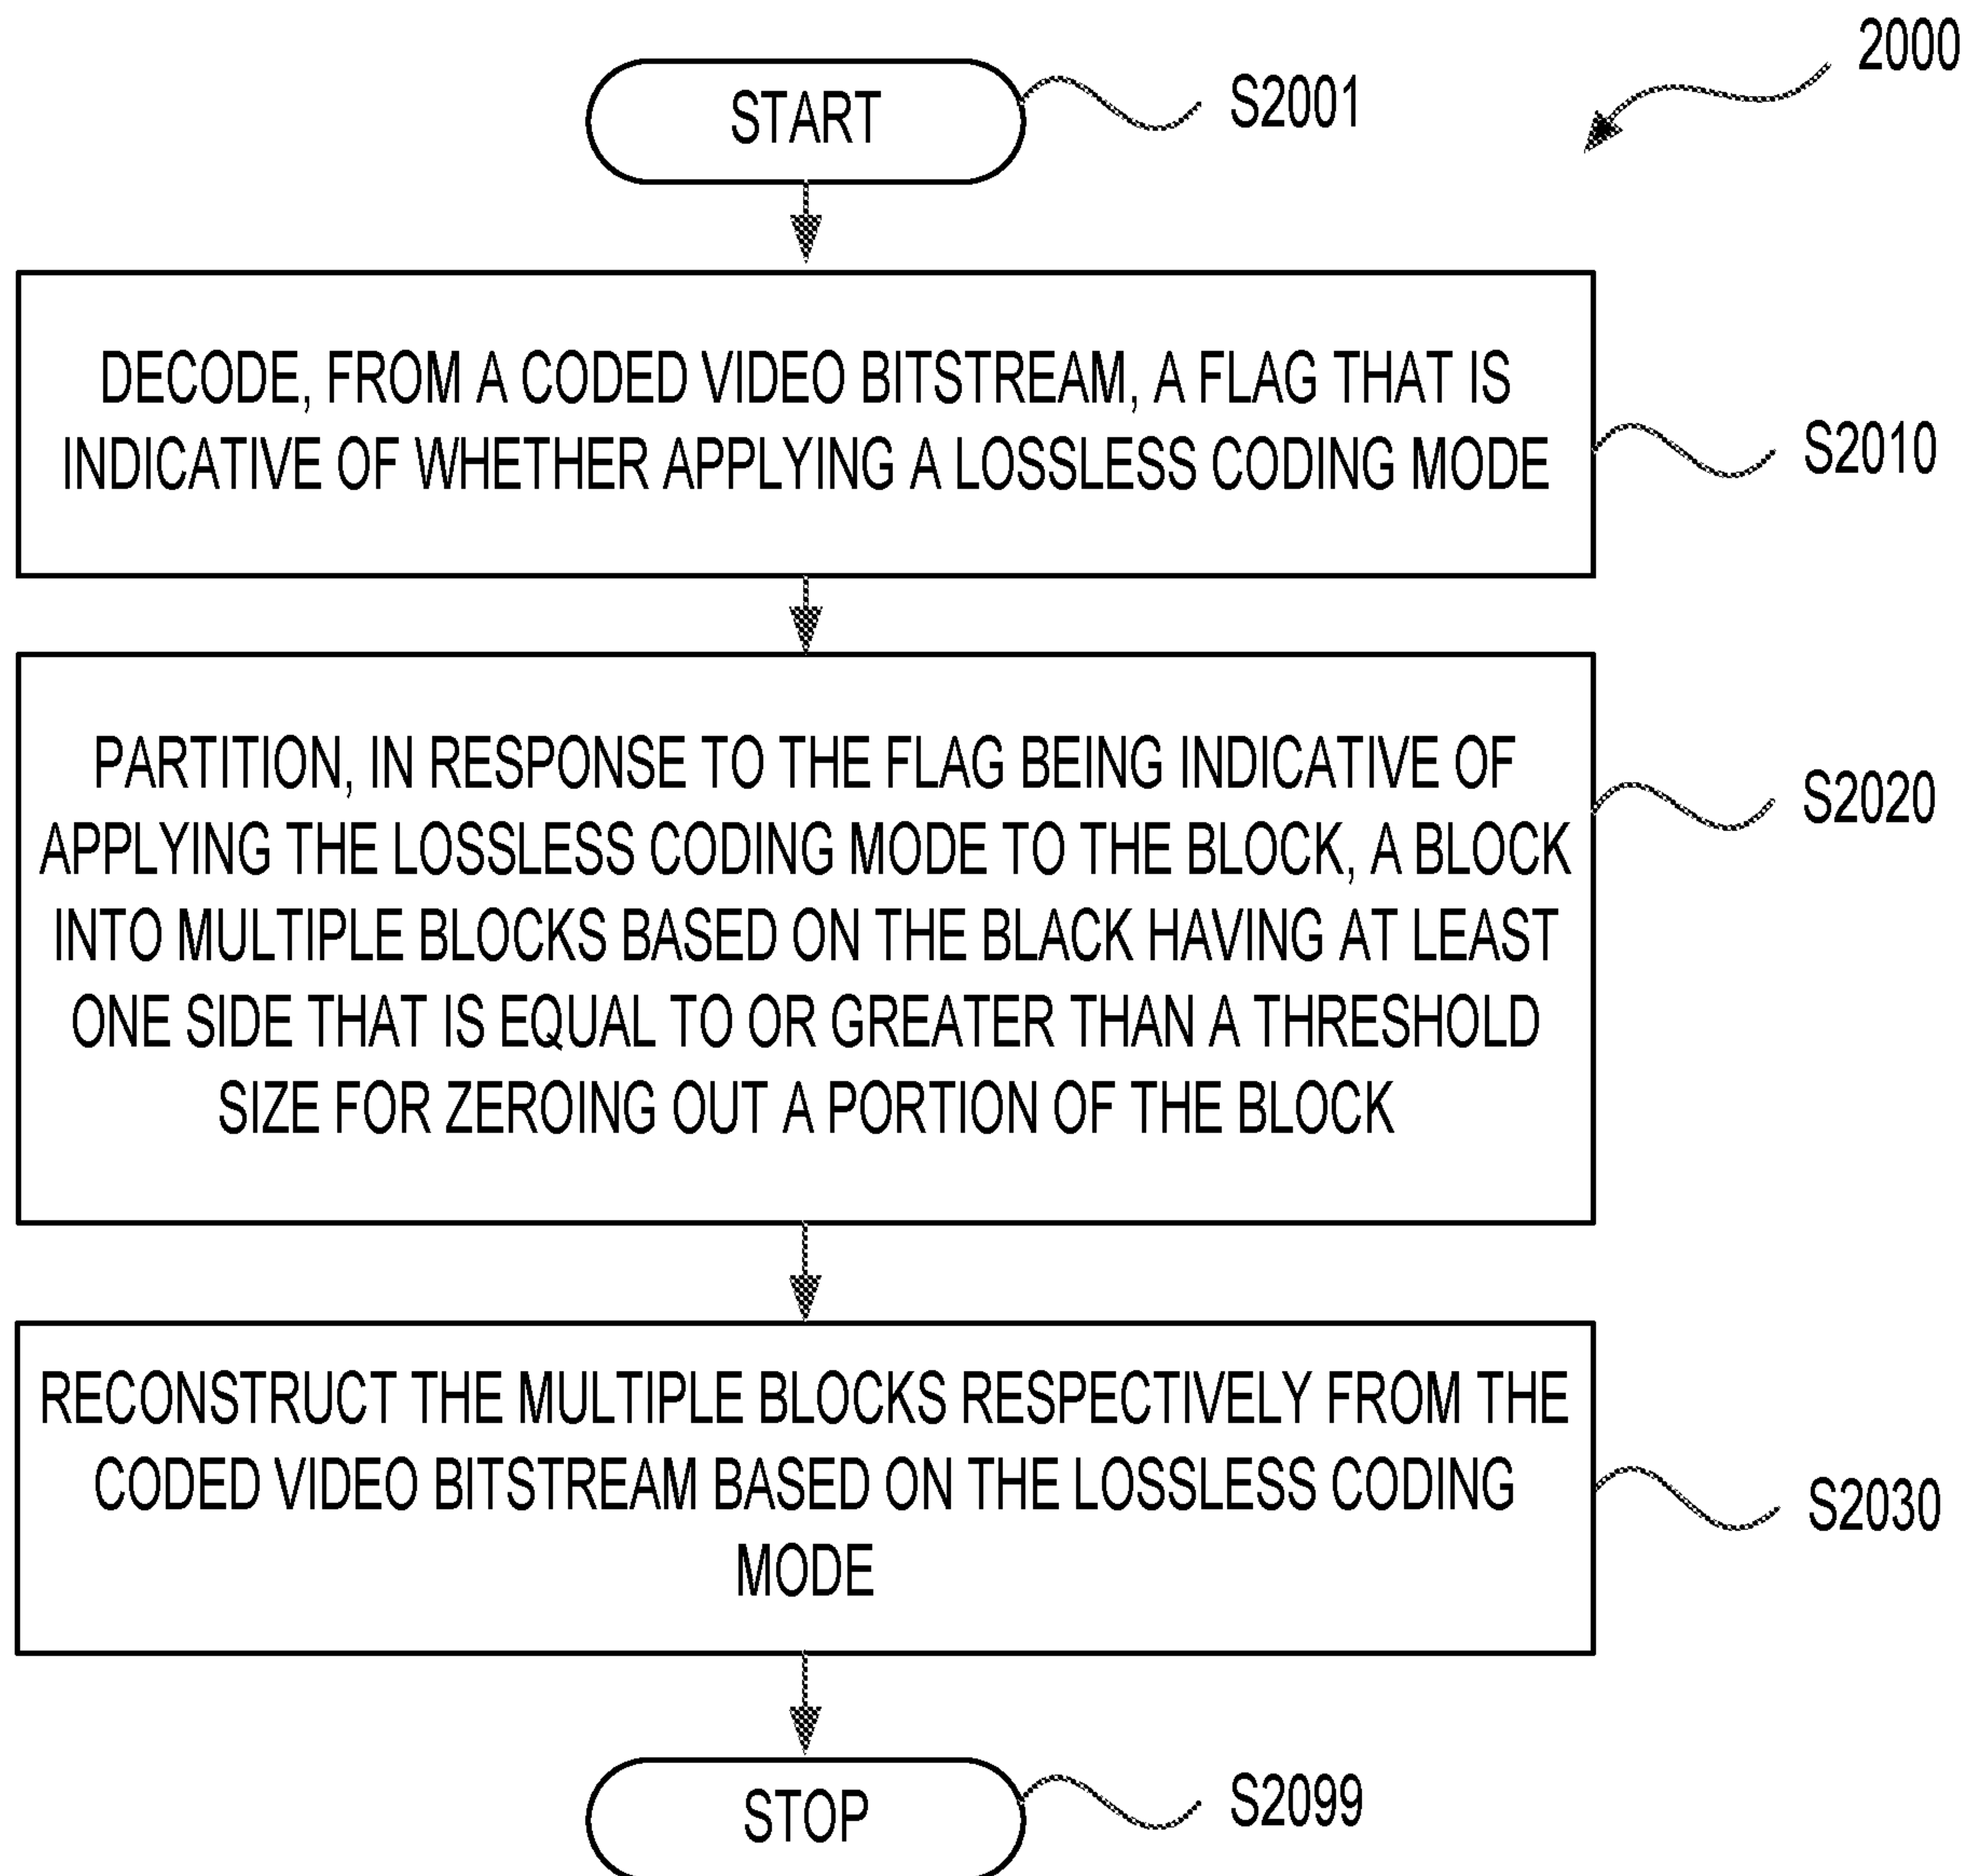 2000
START
S2001
DECODE, FROM A CODED VIDEO BITSTREAM, A FLAG THAT IS
INDICATIVE OF WHETHER APPLYING A LOSSLESS CODING MODE
S2010
PARTITION, IN RESPONSE TO THE FLAG BEING INDICATIVE OF
APPLYING THE LOSSLESS CODING MODE TO THE BLOCK, A BLOCK
INTO MULTIPLE BLOCKS BASED ON THE BLACK HAVING AT LEAST
ONE SIDE THAT IS EQUAL TO OR GREATER THAN A THRESHOLD
SIZE FOR ZEROING OUT A PORTION OF THE BLOCK
S2020
RECONSTRUCT THE MULTIPLE BLOCKS RESPECTIVELY FROM THE
CODED VIDEO BITSTREAM BASED ON THE LOSSLESS CODING
MODE
S2030
STOP
S2099